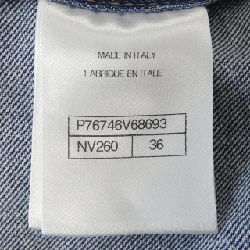 MADE IN ITALY
FABRIQUE EN ITALIE
P76746V68693
NV260 36